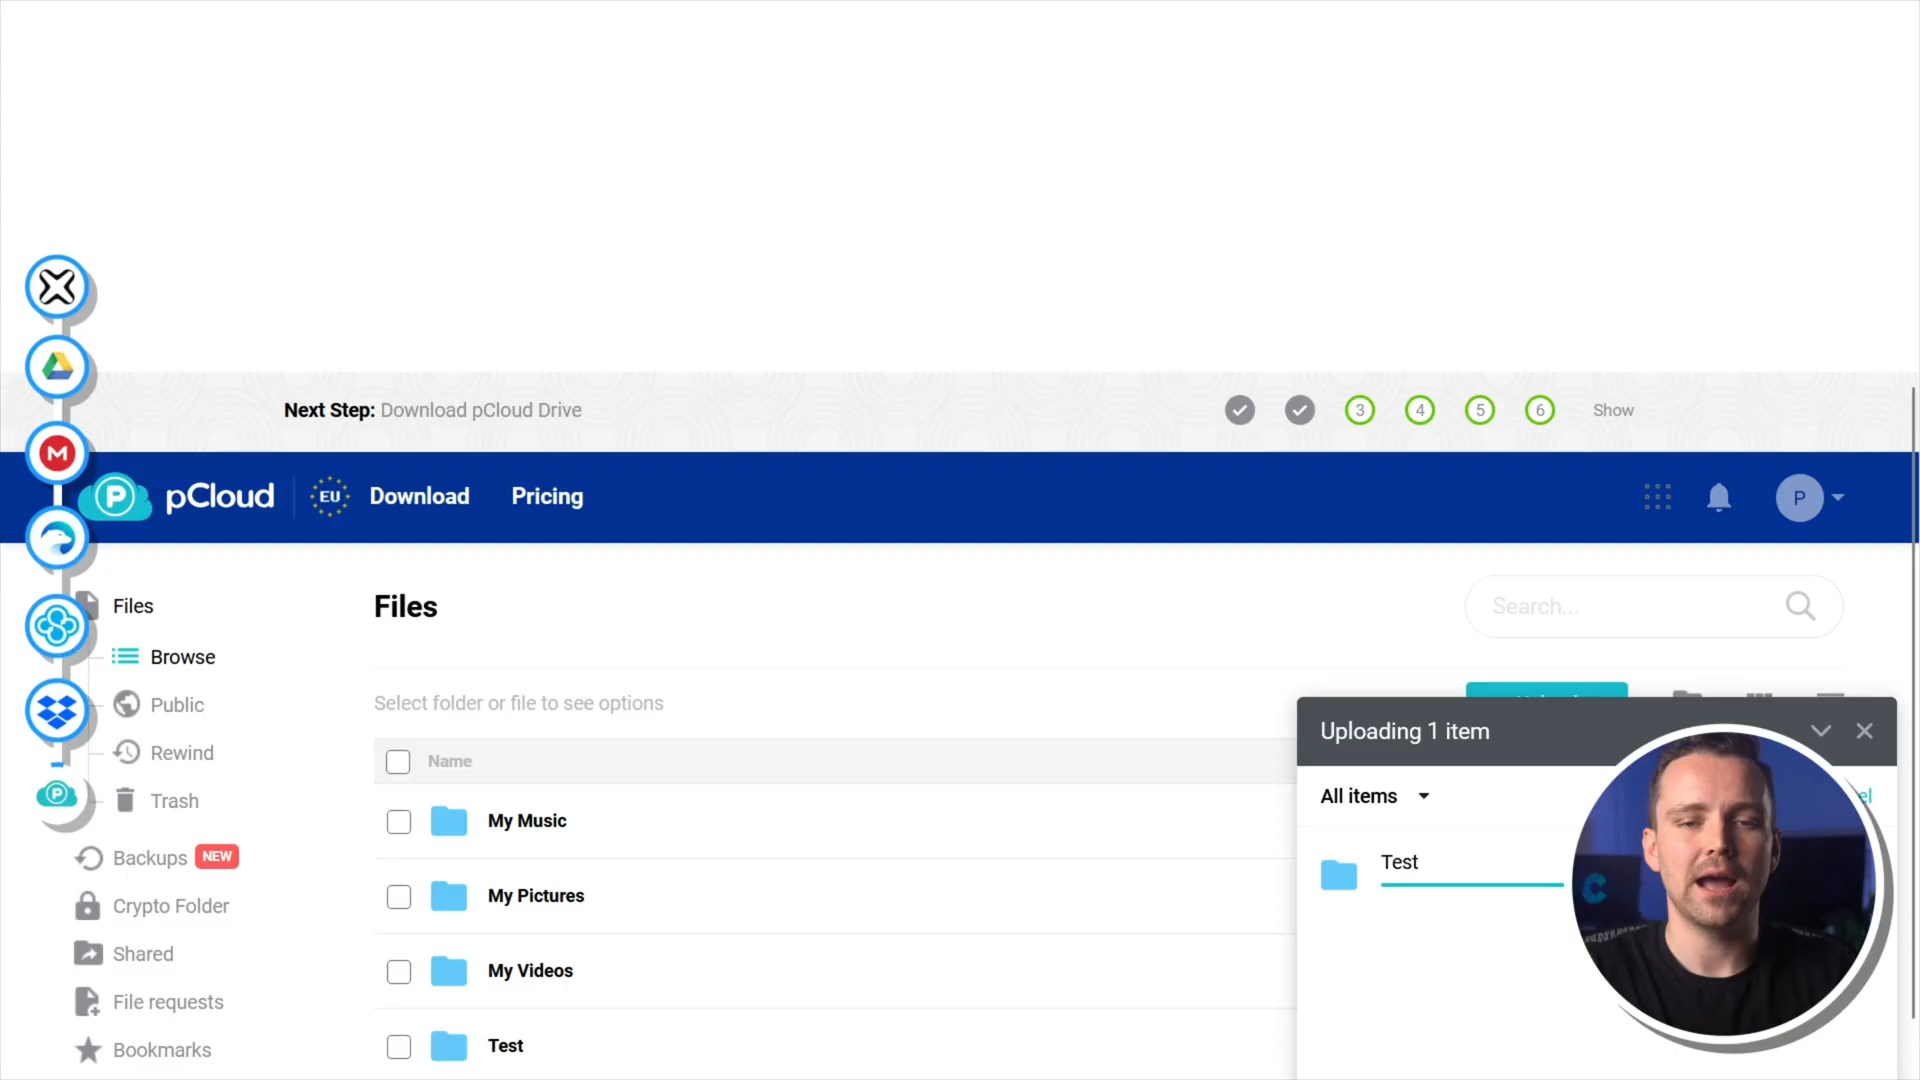 Next Step: Download pCloud Drive
3
4
5
6
Show
M
P
pCloud
EU
Download
Pricing
P
Files
Files
Search...
Browse
Public
Rewind
Trash
P
Backups
NEW
Crypto Folder
Shared
File requests
Bookmarks
Select folder or file to see options
Name
My Music
My Pictures
My Videos
Test
Uploading 1 item
All items
el
Test